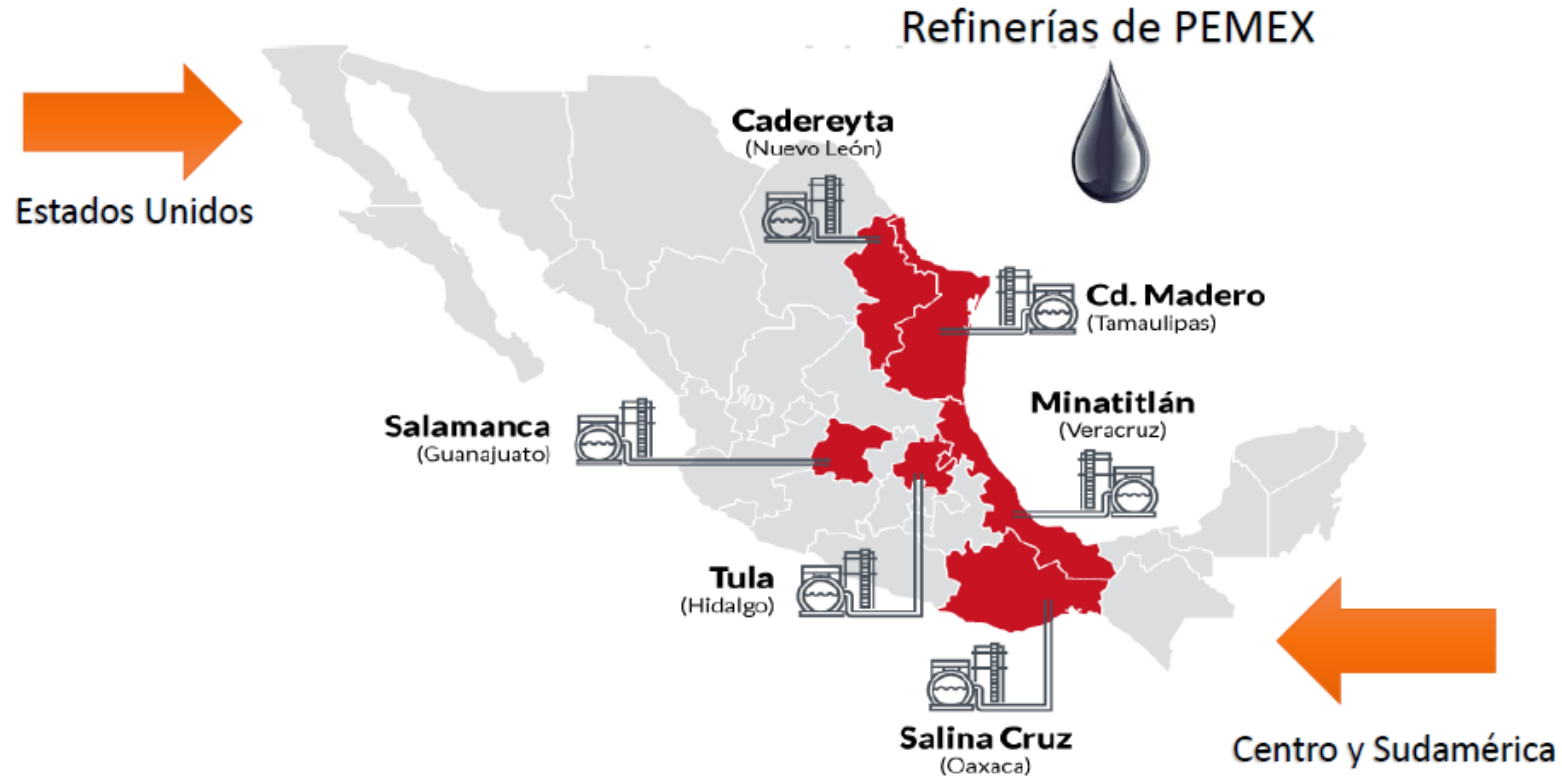 Refinerías de PEMEX
Estados Unidos
Cadereyta
(Nuevo León)
Cd. Madero
(Tamaulipas)
Salamanca
(Guanajuato)
Minatitlán
(Veracruz)
Tula
(Hidalgo)
Salina Cruz
(Oaxaca)
Centro y Sudamérica